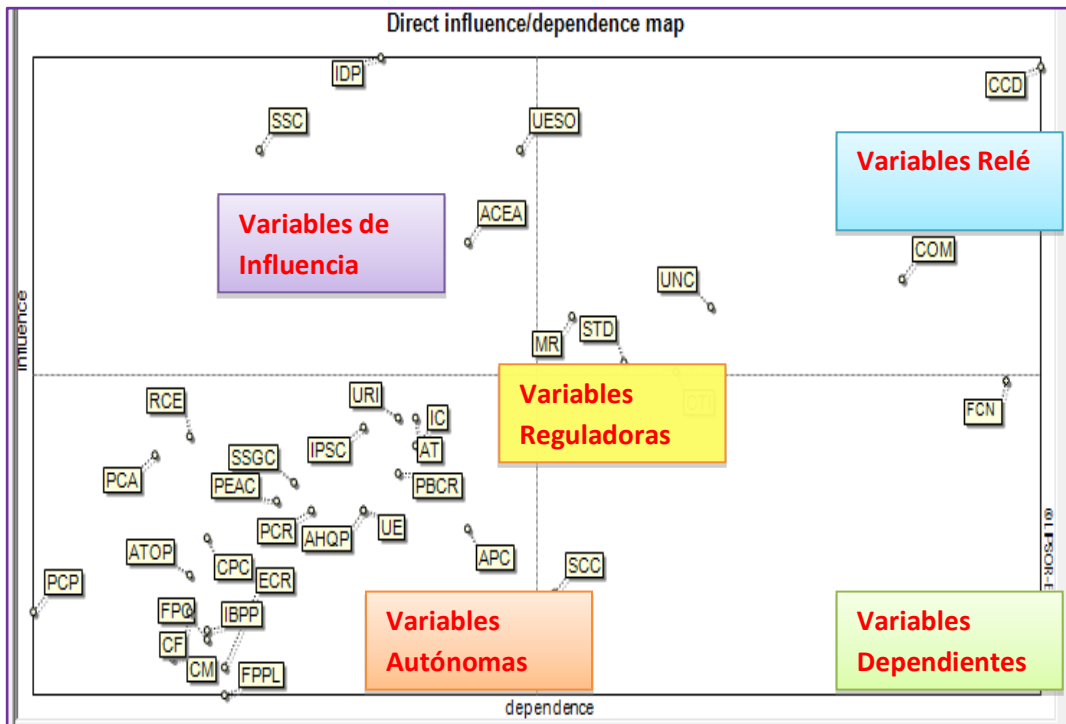 Direct influence/dependence map
IDP
CCD
SSC
UESO
Variables Relé
ACEA
Variables de
Influencia
COM
UNC
STD
MR
influence
Variables
Reguladoras
CTI
RCE
URI
IC
FCN
IPSC
AT
SSGC
PCA
PEAC
PBCR
PCR
AHQP
UE
ATOP
CPC
APC
SCC
ECR
PCP
FPC
IBPP
CF
CM
FPPL
Variables
Autónomas
Variables
Dependientes
dependence